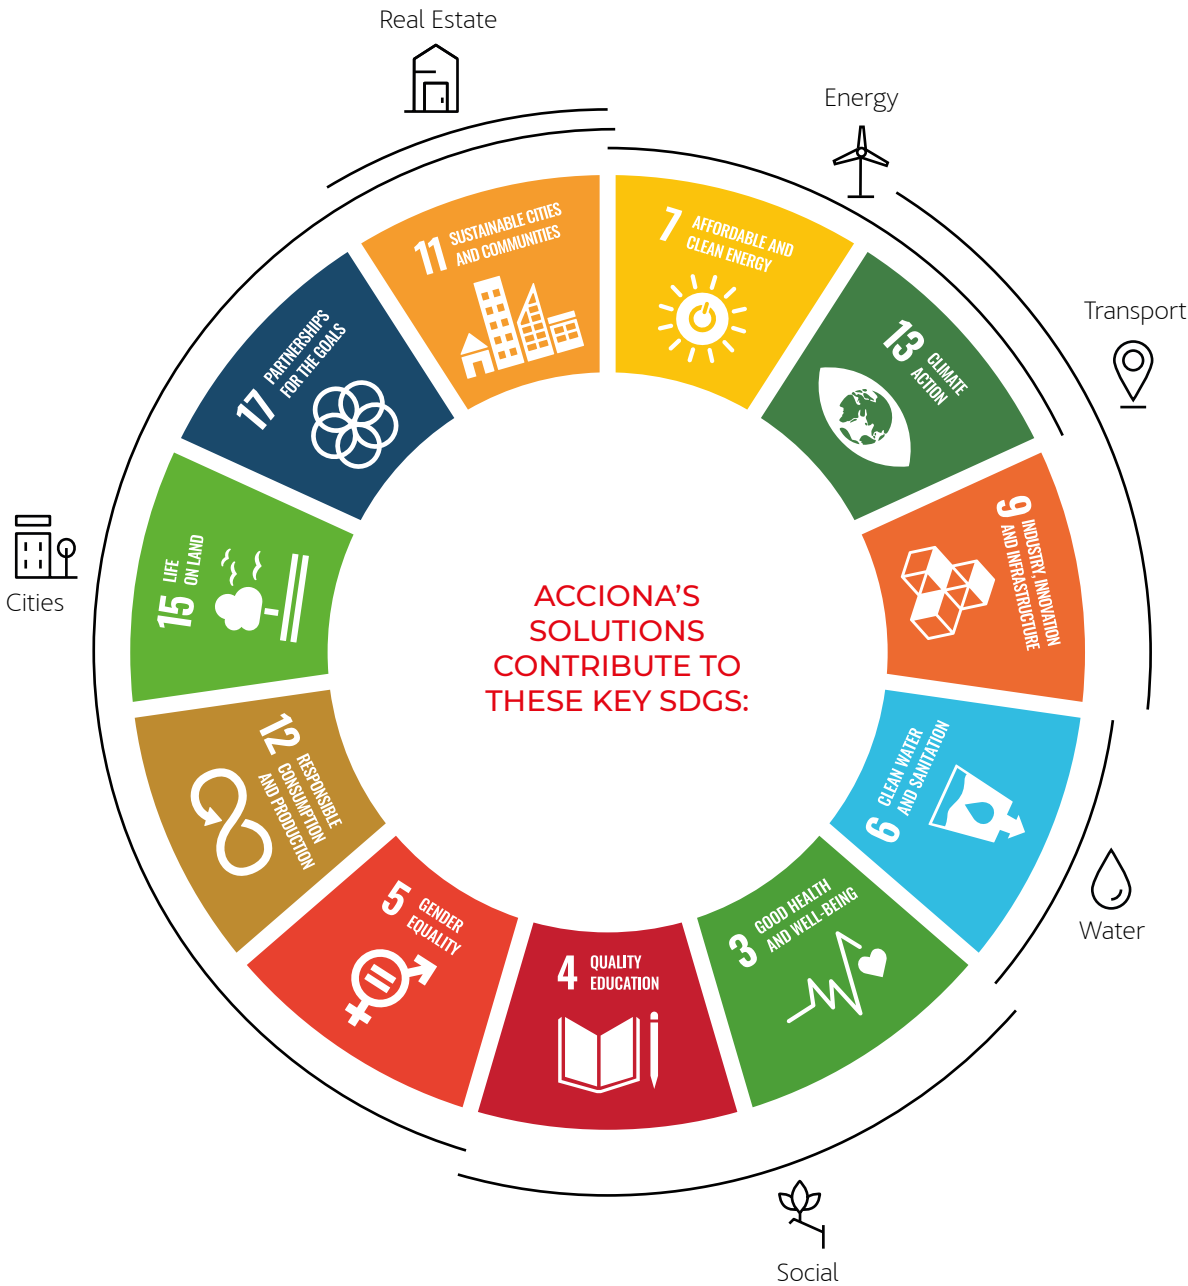 Real Estate
Energy
Transport
Water
Social
Cities
11 SUSTAINABLE CITIES
AND COMMUNITIES
7 AFFORDABLE AND
CLEAN ENERGY
13 CLIMATE
ACTION
9 INDUSTRY, INNOVATION
AND INFRASTRUCTURE
6 CLEAN WATER
AND SANITATION
3 GOOD HEALTH
AND WELL-BEING
4 QUALITY
EDUCATION
5 GENDER
EQUALITY
12 RESPONSIBLE
CONSUMPTION
AND PRODUCTION
15 LIFE
ON LAND
17 PARTNERSHIPS
FOR THE GOALS
ACCIONA’S
SOLUTIONS
CONTRIBUTE TO
THESE KEY SDGS: